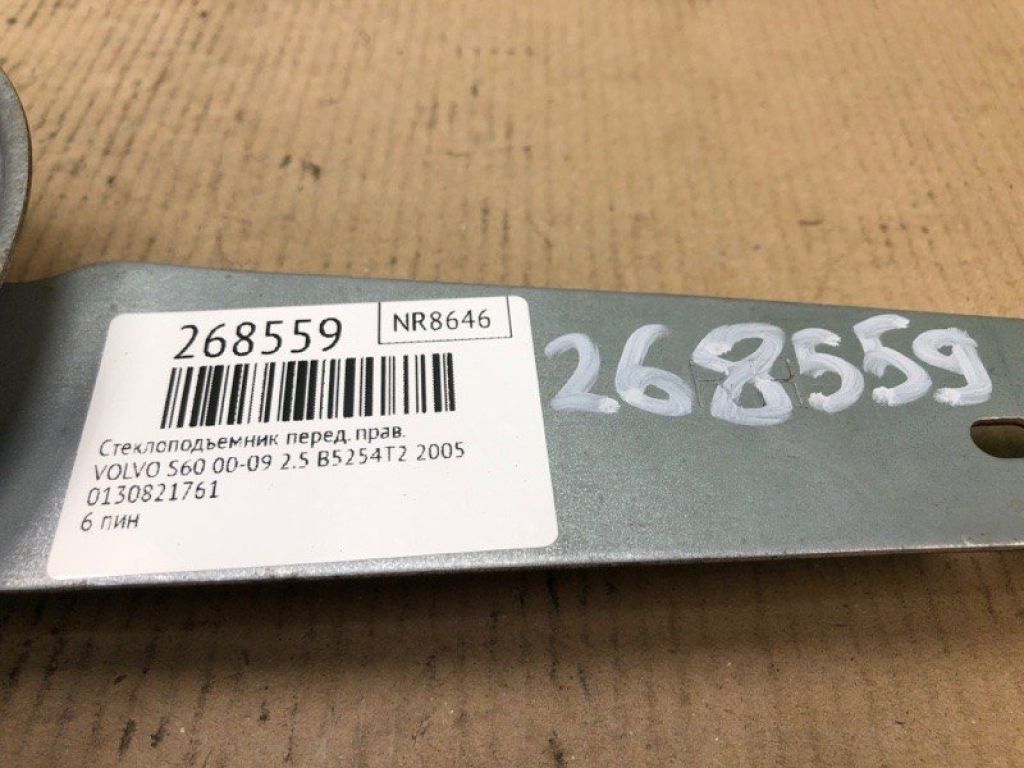 268559
NR8646
Стеклоподъемник перед. прав.
VOLVO S60 00-09 2.5 B5254T2 2005
0130821761
6 пин
268559